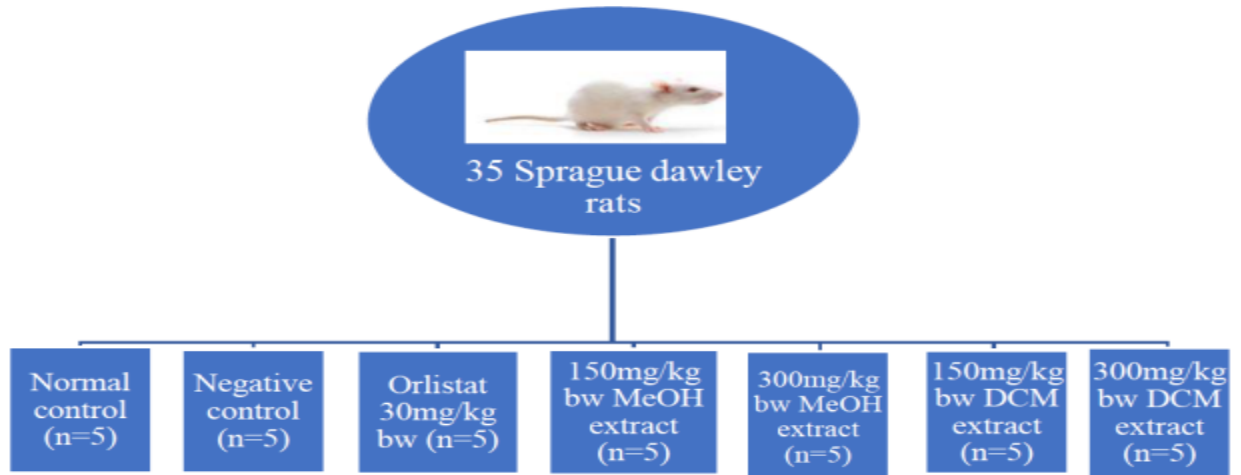 35 Sprague dawley
rats
Normal
control
(n=5)
Negative
control
(n=5)
Orlistat
30mg/kg
bw (n=5)
150mg/kg
bw MeOH
extract
(n=5)
300mg/kg
bw MeOH
extract
(n=5)
150mg/kg
bw DCM
extract
(n=5)
300mg/kg
bw DCM
extract
(n=5)